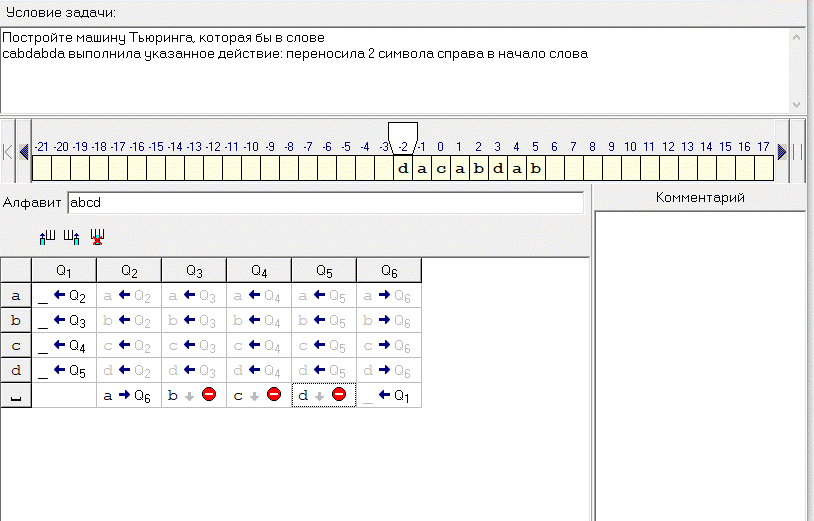 Условие задачи:
Постройте машину Тьюринга, которая бы в слове
cabdabda выполнила указанное действие: переносила 2 символа справа в начало слова
-21 -20 -19 -18 -17 -16 -15 -14 -13 -12 -11 -10 -9 -8 -7 -6 -5 -4 -3 -2 -1 0 1 2 3 4 5 6 7 8 9 10 11 12 13 14 15 16 17
d a c a b d a b
Алфавит abcd
Комментарий
Q1 Q2 Q3 Q4 Q5 Q6
a _ ← Q2 a ← Q2 a ← Q3 a ← Q4 a ← Q5 a → Q6
b _ ← Q3 b ← Q2 b ← Q3 b ← Q4 b ← Q5 b → Q6
c _ ← Q4 c ← Q2 c ← Q3 c ← Q4 c ← Q5 c → Q6
d _ ← Q5 d ← Q2 d ← Q3 d ← Q4 d ← Q5 d → Q6
␣ a → Q6 b ↓ c ↓ d ↓ _ ← Q1